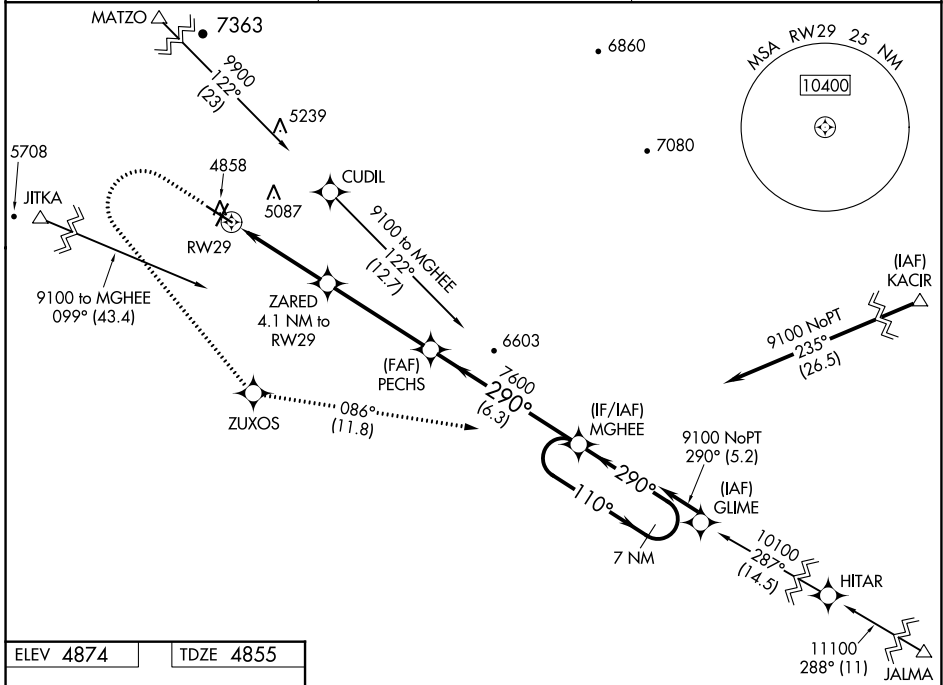 MATZO
7363
9900
122°
(23)
5239
6860
7080
MSA RW29 25 NM
10400
5708
JITKA
4858
5087
CUDIL
RW29
9100 to MGHEE
122°
(12.7)
9100 to MGHEE
099° (43.4)
ZARED
4.1 NM to
RW29
(IAF)
KACIR
9100 NoPT
235°
(26.5)
(FAF)
PECHS
6603
7600
290°
(6.3)
ZUXOS
086°
(11.8)
(IF/IAF)
MGHEE
9100 NoPT
290° (5.2)
290°
110°
7 NM
(IAF)
GLIME
10100
287°
(14.5)
HITAR
11100
288° (11)
JALMA
ELEV 4874
TDZE 4855